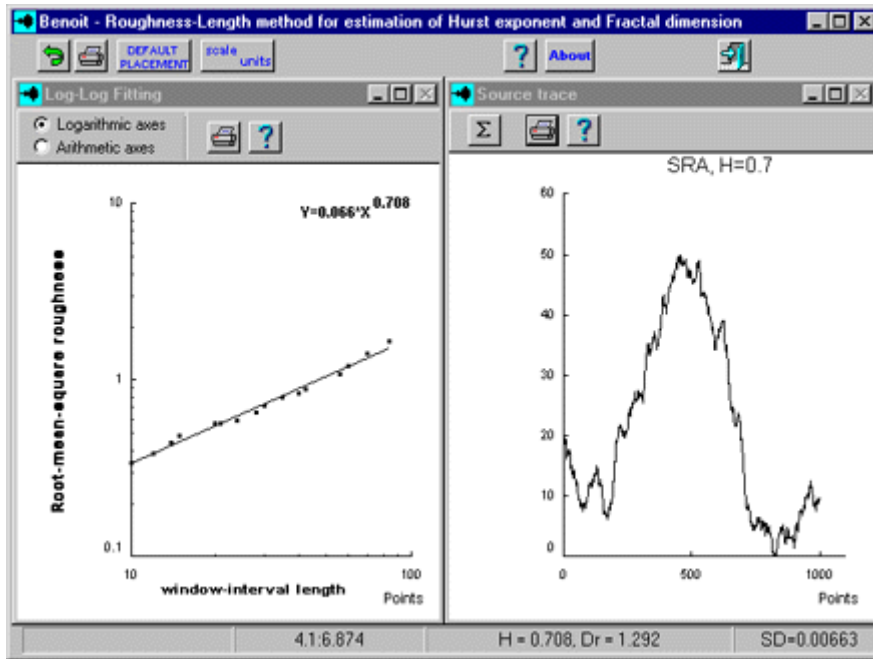 Benoit - Roughness-Length method for estimation of Hurst exponent and Fractal dimension
DEFAULT
PLACEMENT
scale
units
?
About
Log-Log Fitting
Source trace
Logarithmic axes
Arithmetic axes
?
Σ
?
SRA, H=0.7
Y=0.066*X 0.708
10
1
0.1
Root-mean-square roughness
10
100
window-interval length
Points
60
50
40
30
20
10
0
0
500
1000
Points
4.1:6.874
H = 0.708, Dr = 1.292
SD=0.00663